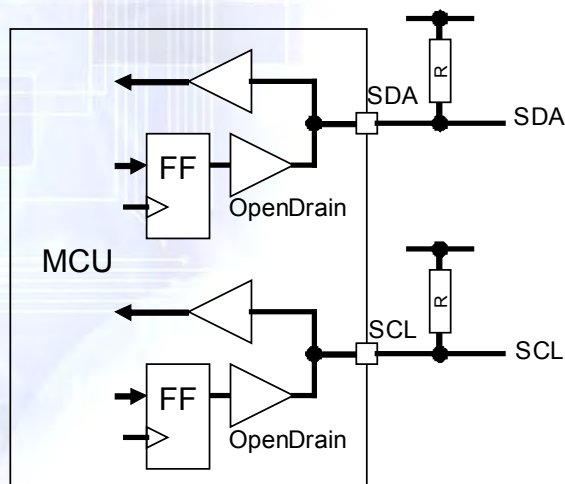 R
SDA
SDA
FF
OpenDrain
MCU
R
SCL
SCL
FF
OpenDrain